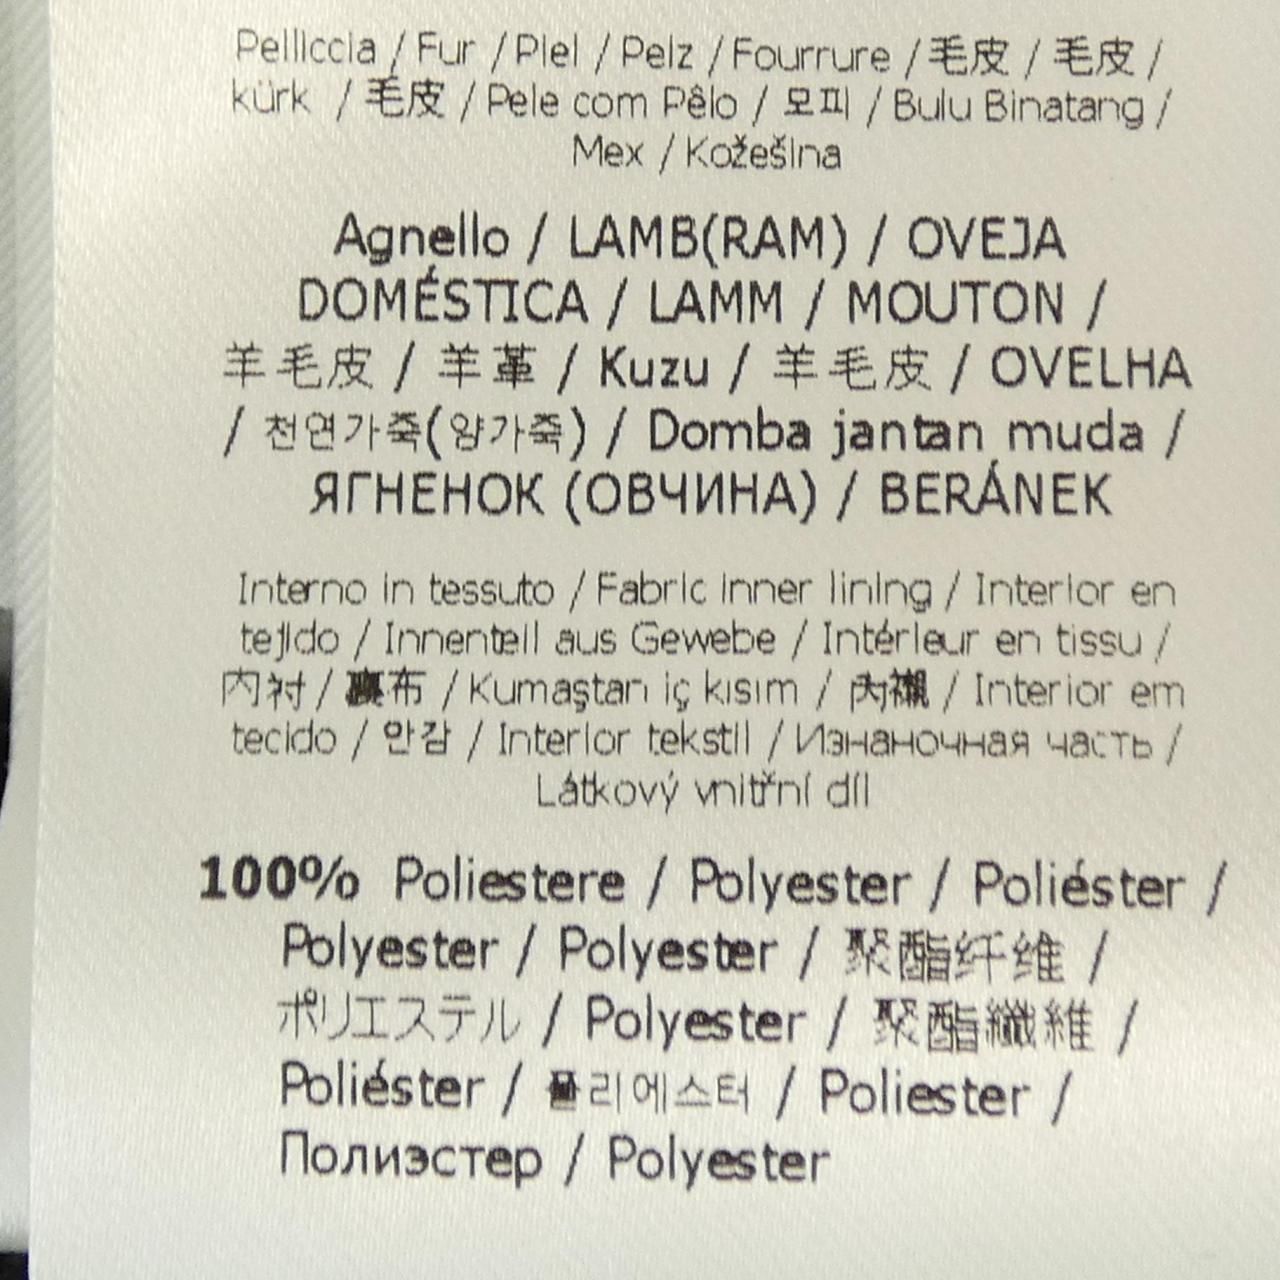 Pelliccia / Fur / Piel / Pelz / Fourrure / 毛皮 / 毛皮 /
kürk / 毛皮 / Pele com Pêlo / 모피 / Bulu Binatang /
Mex / Kožešina
Agnello / LAMB(RAM) / OVEJA
DOMÉSTICA / LAMM / MOUTON /
羊毛皮 / 羊革 / Kuzu / 羊毛皮 / OVELHA
/ 천연가죽(양가죽) / Domba jantan muda /
ЯГНЕНОК (ОВЧИНА) / BERÁNEK
Interno in tessuto / Fabric inner lining / Interior en
tejido / Innenteil aus Gewebe / Intérieur en tissu /
内衬 / 裏布 / Kumaştan iç kısım / 內襯 / Interior em
tecido / 안감 / Interior tekstil / Изнаночная часть /
Látkový vnitřní díl
100% Poliestere / Polyester / Poliéster /
Polyester / Polyester / 聚酯纤维 /
ポリエステル / Polyester / 聚酯纖維 /
Poliéster / 폴리에스터 / Poliester /
Полиэстер / Polyester